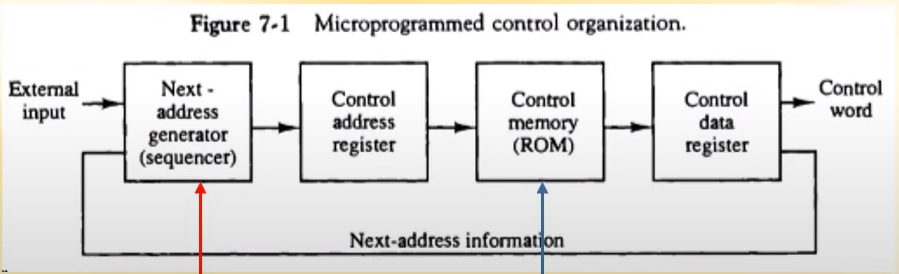 Figure 7-1 Microprogrammed control organization.
External
input
Next -
address
generator
(sequencer)
Control
address
register
Control
memory
(ROM)
Control
data
register
Control
word
Next-address information